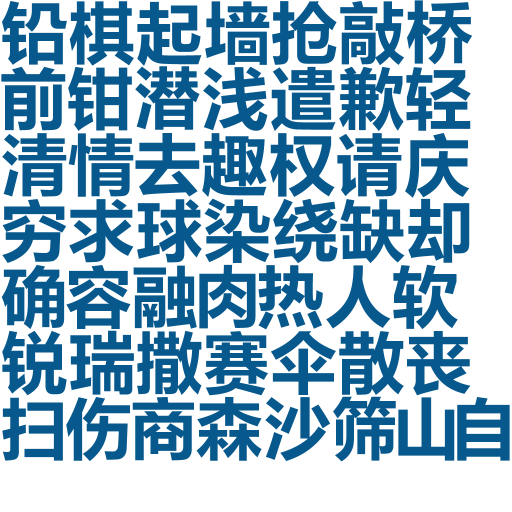 铅棋起墙抢敲桥
前钳潜浅遣歉轻
清情去趣权请庆
穷求球染绕缺却
确容融肉热人软
锐瑞撒赛伞散丧
扫伤商森沙筛山自